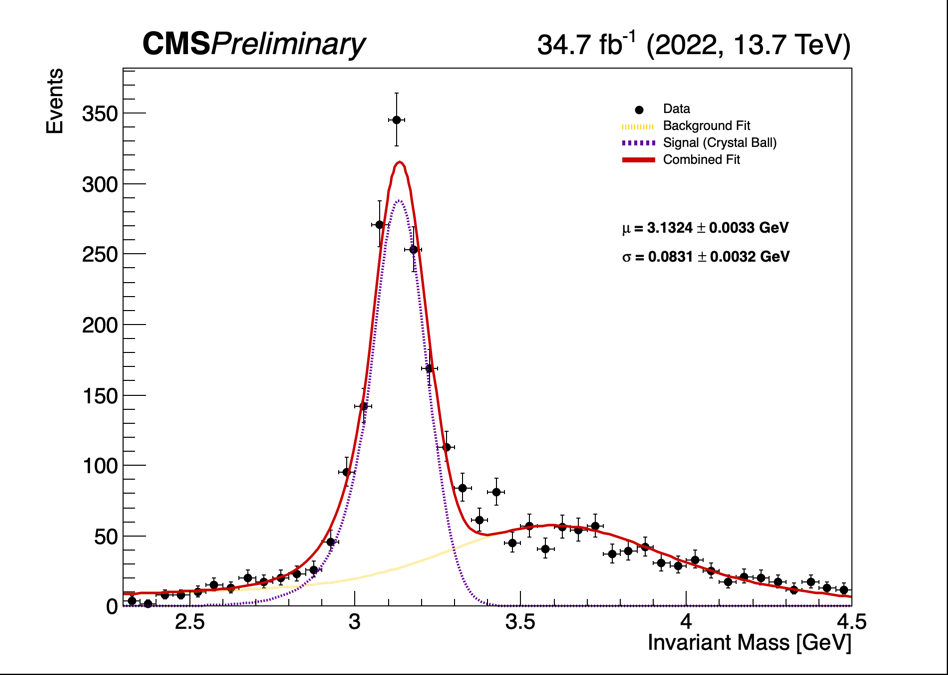 CMSPreliminary 34.7 fb⁻¹ (2022, 13.7 TeV)
Events
350
300
250
200
150
100
50
0
Data
Background Fit
Signal (Crystal Ball)
Combined Fit
μ = 3.1324 ± 0.0033 GeV
σ = 0.0831 ± 0.0032 GeV
2.5 3 3.5 4 4.5
Invariant Mass [GeV]